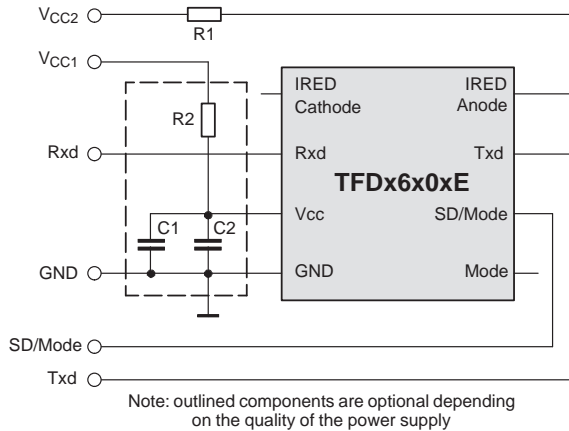 VCC2
R1
VCC1
IRED Cathode
IRED Anode
R2
Rxd
Rxd
Txd
TFDx6x0xE
Vcc
SD/Mode
C1
C2
GND
GND
Mode
SD/Mode
Txd
Note: outlined components are optional depending
on the quality of the power supply